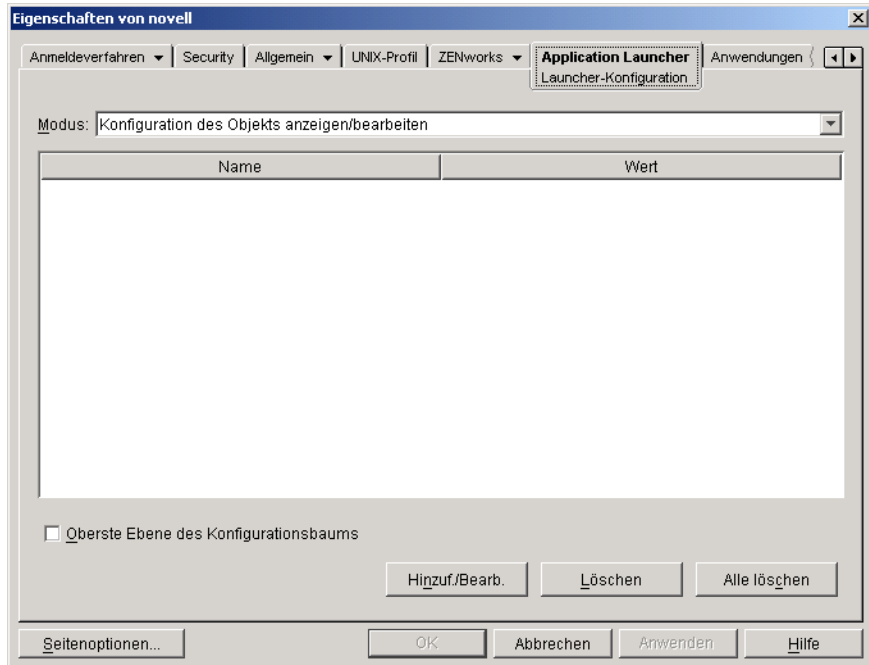 Eigenschaften von novell
Anmeldeverfahren Security Allgemein UNIX-Profil ZENworks Application Launcher Anwendungen
Launcher-Konfiguration
Modus: Konfiguration des Objekts anzeigen/bearbeiten
Name Wert
Oberste Ebene des Konfigurationsbaums
Hinzuf./Bearb. Löschen Alle löschen
Seitenoptionen... OK Abbrechen Anwenden Hilfe